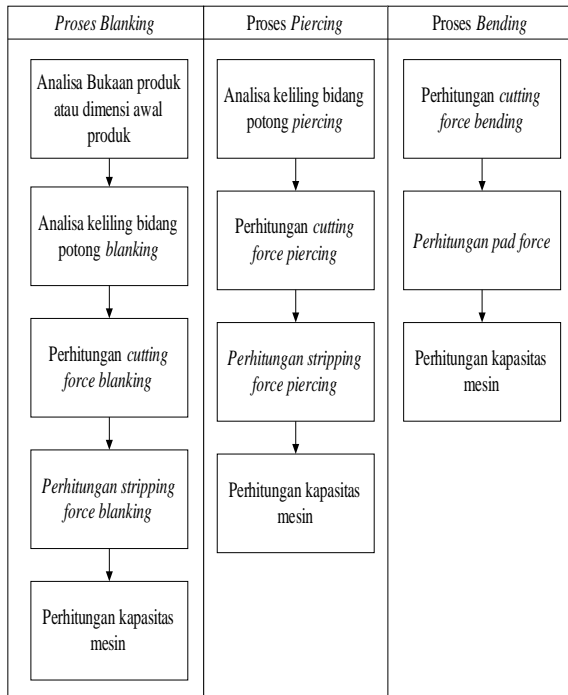 Proses Blanking
Analisa Bukaan produk
atau dimensi awal
produk
Analisa keliling bidang
potong blanking
Perhitungan cutting
force blanking
Perhitungan stripping
force blanking
Perhitungan kapasitas
mesin
Proses Piercing
Analisa keliling bidang
potong piercing
Perhitungan cutting
force piercing
Perhitungan stripping
force piercing
Perhitungan kapasitas
mesin
Proses Bending
Perhitungan cutting
force bending
Perhitungan pad force
Perhitungan kapasitas
mesin